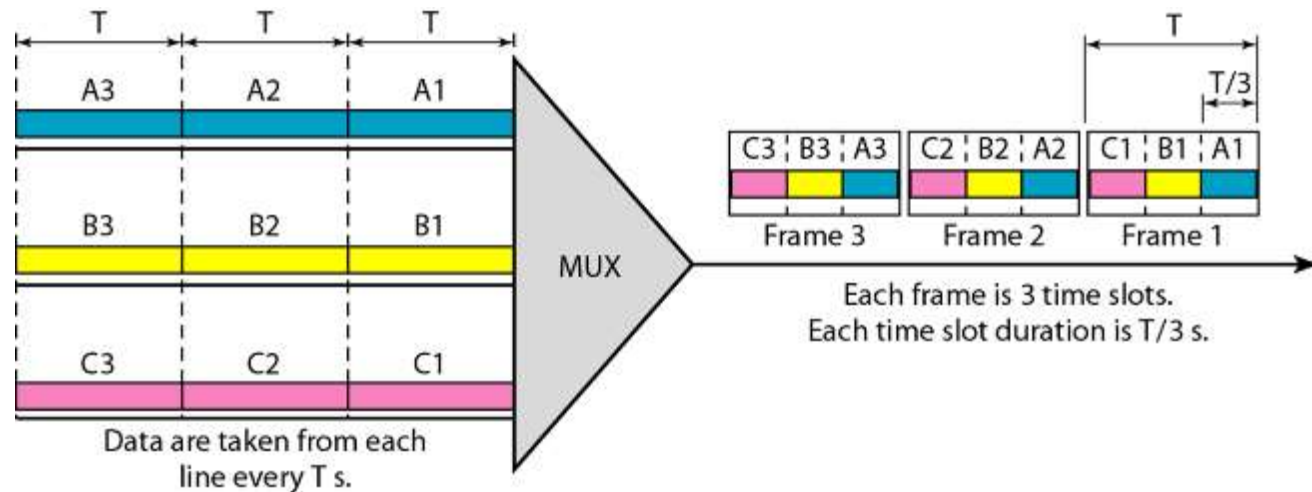 T T T
A3 A2 A1
B3 B2 B1
C3 C2 C1
Data are taken from each
line every T s.
MUX
T
T/3
C3 B3 A3 C2 B2 A2 C1 B1 A1
Frame 3 Frame 2 Frame 1
Each frame is 3 time slots.
Each time slot duration is T/3 s.